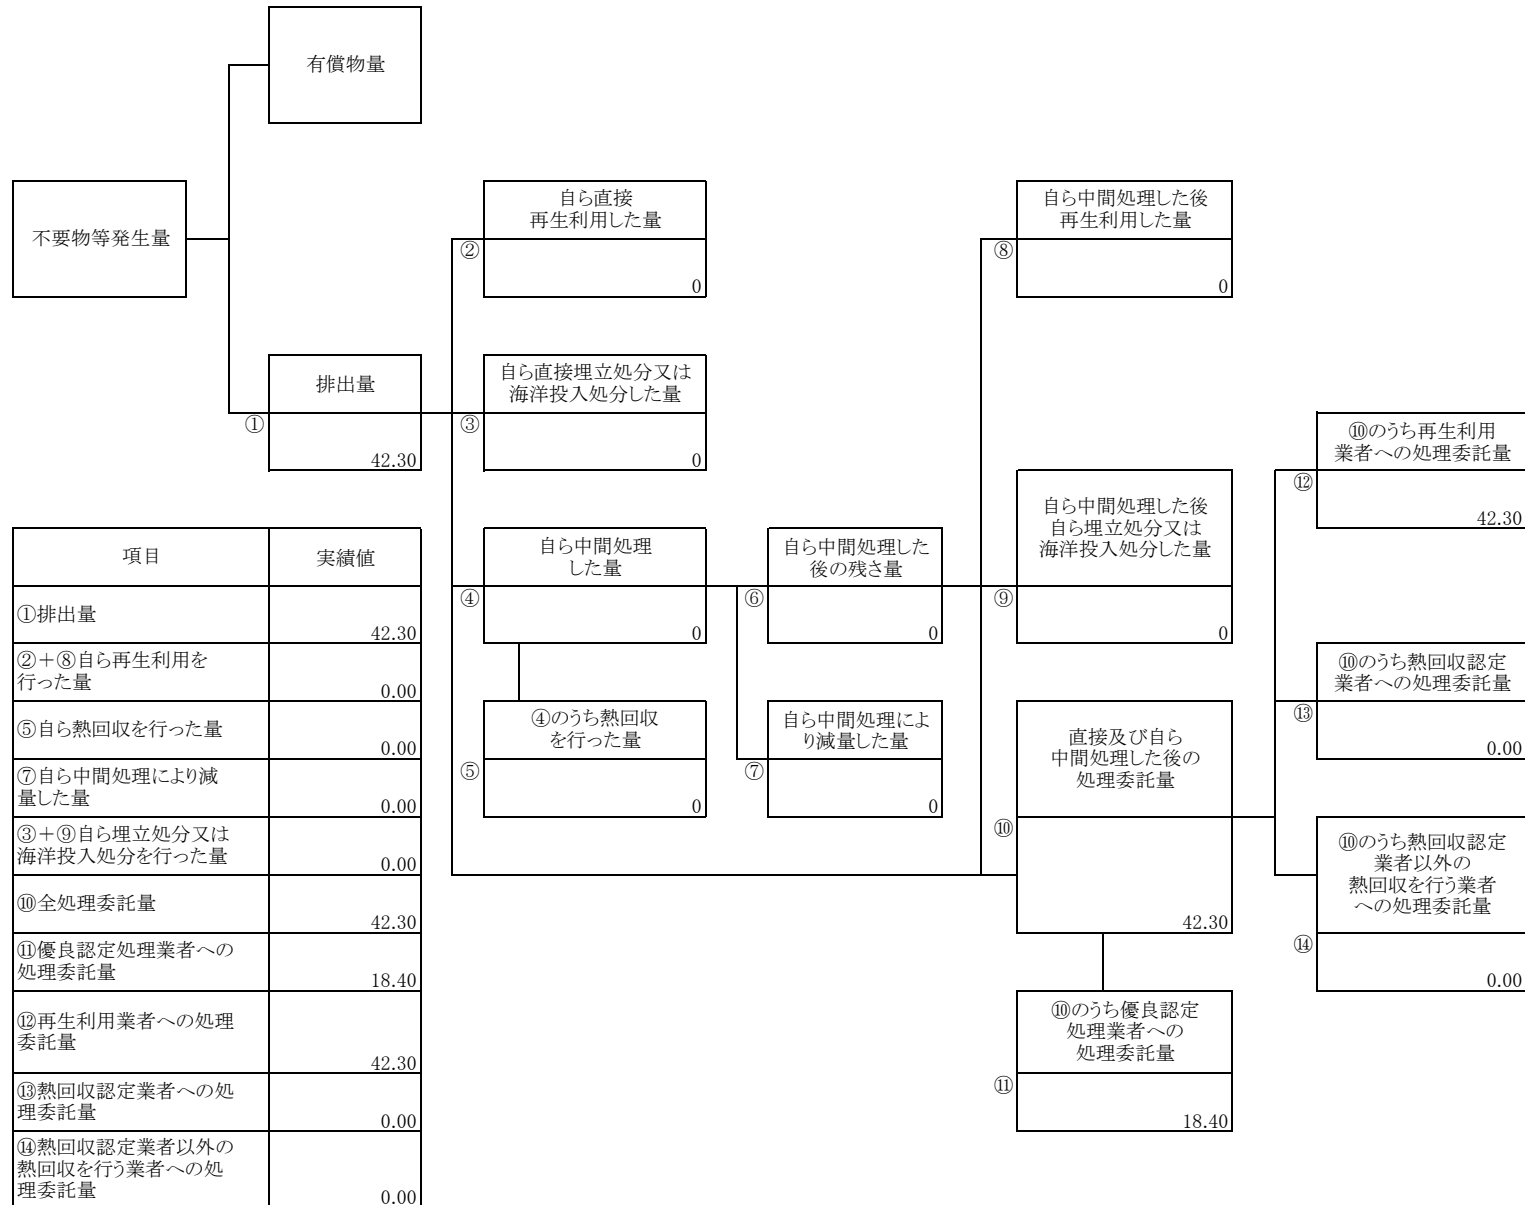 有償物量
不要物等発生量
自ら直接
再生利用した量
②
0
自ら中間処理した後
再生利用した量
⑧
0
排出量
①
42.30
自ら直接埋立処分又は
海洋投入処分した量
③
0
⑩のうち再生利用
業者への処理委託量
⑫
42.30
自ら中間処理
した量
④
0
自ら中間処理した
後の残さ量
⑥
0
自ら中間処理した後
自ら埋立処分又は
海洋投入処分した量
⑨
0
⑩のうち熱回収認定
業者への処理委託量
⑬
0.00
④のうち熱回収
を行った量
⑤
0
自ら中間処理によ
り減量した量
⑦
0
直接及び自ら
中間処理した後の
処理委託量
⑩
42.30
⑩のうち熱回収認定
業者以外の
熱回収を行う業者
への処理委託量
⑭
0.00
⑩のうち優良認定
処理業者への
処理委託量
⑪
18.40
項目 実績値
①排出量
42.30
②+⑧自ら再生利用を
行った量
0.00
⑤自ら熱回収を行った量
0.00
⑦自ら中間処理により減
量した量
0.00
③+⑨自ら埋立処分又は
海洋投入処分を行った量
0.00
⑩全処理委託量
42.30
⑪優良認定処理業者への
処理委託量
18.40
⑫再生利用業者への処理
委託量
42.30
⑬熱回収認定業者への処
理委託量
0.00
⑭熱回収認定業者以外の
熱回収を行う業者への処
理委託量
0.00